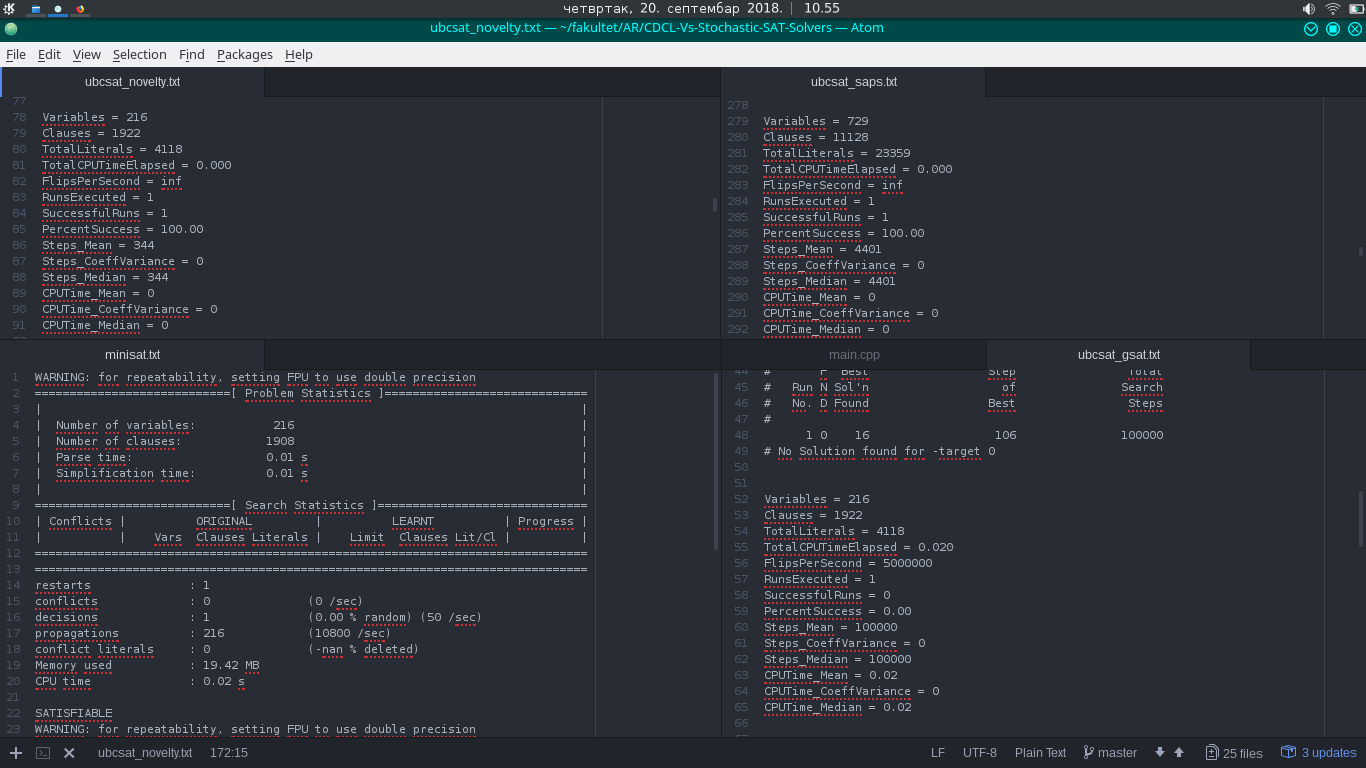 четвртак, 20. септембар 2018. | 10.55
ubcsat_novelty.txt — ~/fakultet/AR/CDCL-Vs-Stochastic-SAT-Solvers — Atom
File Edit View Selection Find Packages Help
ubcsat_novelty.txt
77
78 Variables = 216
79 Clauses = 1922
80 TotalLiterals = 4118
81 TotalCPUTimeElapsed = 0.000
82 FlipsPerSecond = inf
83 RunsExecuted = 1
84 SuccessfulRuns = 1
85 PercentSuccess = 100.00
86 Steps_Mean = 344
87 Steps_CoeffVariance = 0
88 Steps_Median = 344
89 CPUTime_Mean = 0
90 CPUTime_CoeffVariance = 0
91 CPUTime_Median = 0
ubcsat_saps.txt
278
279 Variables = 729
280 Clauses = 11128
281 TotalLiterals = 23359
282 TotalCPUTimeElapsed = 0.000
283 FlipsPerSecond = inf
284 RunsExecuted = 1
285 SuccessfulRuns = 1
286 PercentSuccess = 100.00
287 Steps_Mean = 4401
288 Steps_CoeffVariance = 0
289 Steps_Median = 4401
290 CPUTime_Mean = 0
291 CPUTime_CoeffVariance = 0
292 CPUTime_Median = 0
minisat.txt
1 WARNING: for repeatability, setting FPU to use double precision
2 ============================[ Problem Statistics ]=============================
3 | |
4 | Number of variables: 216 |
5 | Number of clauses: 1908 |
6 | Parse time: 0.01 s |
7 | Simplification time: 0.01 s |
8 | |
9 ============================[ Search Statistics ]==============================
10 | Conflicts | ORIGINAL | LEARNT | Progress |
11 | | Vars Clauses Literals | Limit Clauses Lit/Cl | |
12 ===============================================================================
13 ===============================================================================
14 restarts : 1
15 conflicts : 0 (0 /sec)
16 decisions : 1 (0.00 % random) (50 /sec)
17 propagations : 216 (10800 /sec)
18 conflict literals : 0 (-nan % deleted)
19 Memory used : 19.42 MB
20 CPU time : 0.02 s
21
22 SATISFIABLE
23 WARNING: for repeatability, setting FPU to use double precision
main.cpp
ubcsat_gsat.txt
44 # F Best Step Total
45 # Run N Sol'n of Search
46 # No. D Found Best Steps
47 #
48 1 0 16 106 100000
49 # No Solution found for -target 0
50
51
52 Variables = 216
53 Clauses = 1922
54 TotalLiterals = 4118
55 TotalCPUTimeElapsed = 0.020
56 FlipsPerSecond = 5000000
57 RunsExecuted = 1
58 SuccessfulRuns = 0
59 PercentSuccess = 0.00
60 Steps_Mean = 100000
61 Steps_CoeffVariance = 0
62 Steps_Median = 100000
63 CPUTime_Mean = 0.02
64 CPUTime_CoeffVariance = 0
65 CPUTime_Median = 0.02
66
ubcsat_novelty.txt 172:15 LF UTF-8 Plain Text master 25 files 3 updates